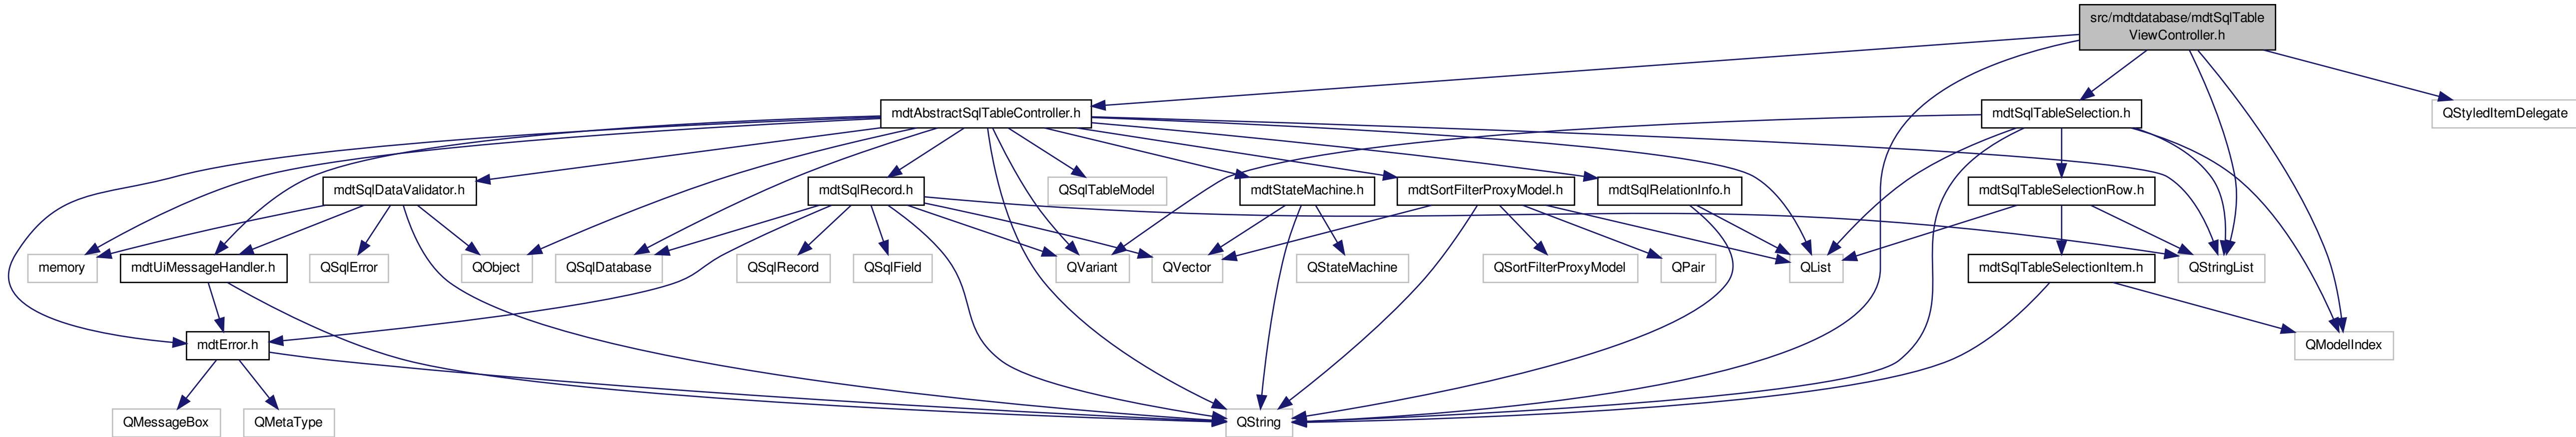 src/mdtdatabase/mdtSqlTable
ViewController.h
mdtAbstractSqlTableController.h
mdtSqlTableSelection.h
QStyledItemDelegate
mdtSqlDataValidator.h
mdtSqlRecord.h
QSqlTableModel
mdtStateMachine.h
mdtSortFilterProxyModel.h
mdtSqlRelationInfo.h
mdtSqlTableSelectionRow.h
memory
mdtUiMessageHandler.h
QSqlError
QObject
QSqlDatabase
QSqlRecord
QSqlField
QVariant
QVector
QStateMachine
QSortFilterProxyModel
QPair
QList
mdtSqlTableSelectionItem.h
QStringList
mdtError.h
QModelIndex
QMessageBox
QMetaType
QString